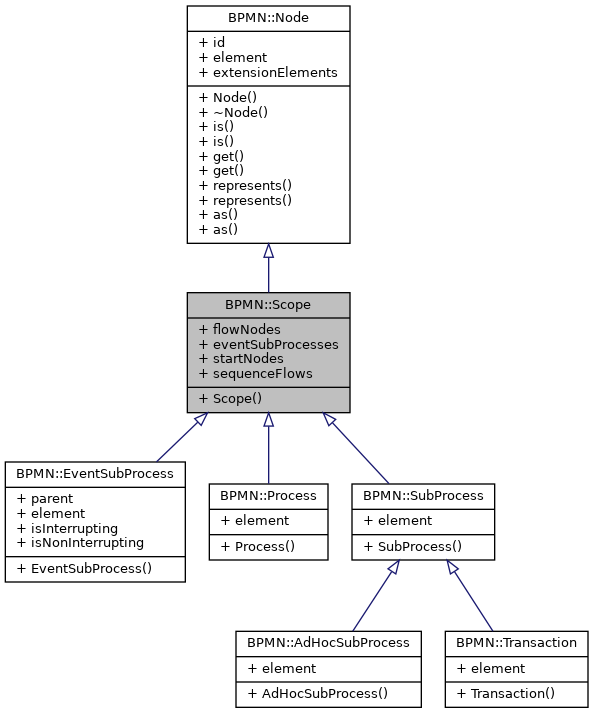 BPMN::Node
+ id
+ element
+ extensionElements
+ Node()
+ ~Node()
+ is()
+ is()
+ get()
+ get()
+ represents()
+ represents()
+ as()
+ as()
BPMN::Scope
+ flowNodes
+ eventSubProcesses
+ startNodes
+ sequenceFlows
+ Scope()
BPMN::EventSubProcess
+ parent
+ element
+ isInterrupting
+ isNonInterrupting
+ EventSubProcess()
BPMN::Process
+ element
+ Process()
BPMN::SubProcess
+ element
+ SubProcess()
BPMN::AdHocSubProcess
+ element
+ AdHocSubProcess()
BPMN::Transaction
+ element
+ Transaction()